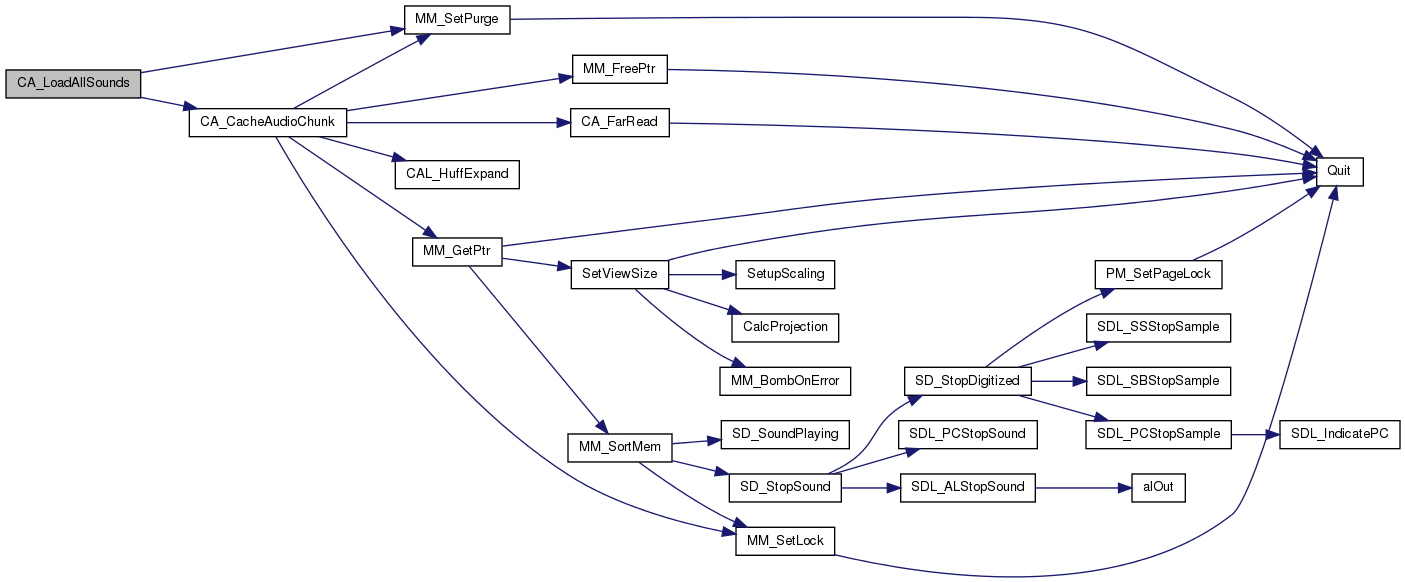 MM_SetPurge
CA_LoadAllSounds
MM_FreePtr
CA_CacheAudioChunk
CA_FarRead
CAL_HuffExpand
Quit
MM_GetPtr
SetViewSize
SetupScaling
PM_SetPageLock
CalcProjection
SDL_SSStopSample
MM_BombOnError
SD_StopDigitized
SDL_SBStopSample
MM_SortMem
SD_SoundPlaying
SDL_PCStopSound
SDL_PCStopSample
SDL_IndicatePC
SD_StopSound
SDL_ALStopSound
alOut
MM_SetLock